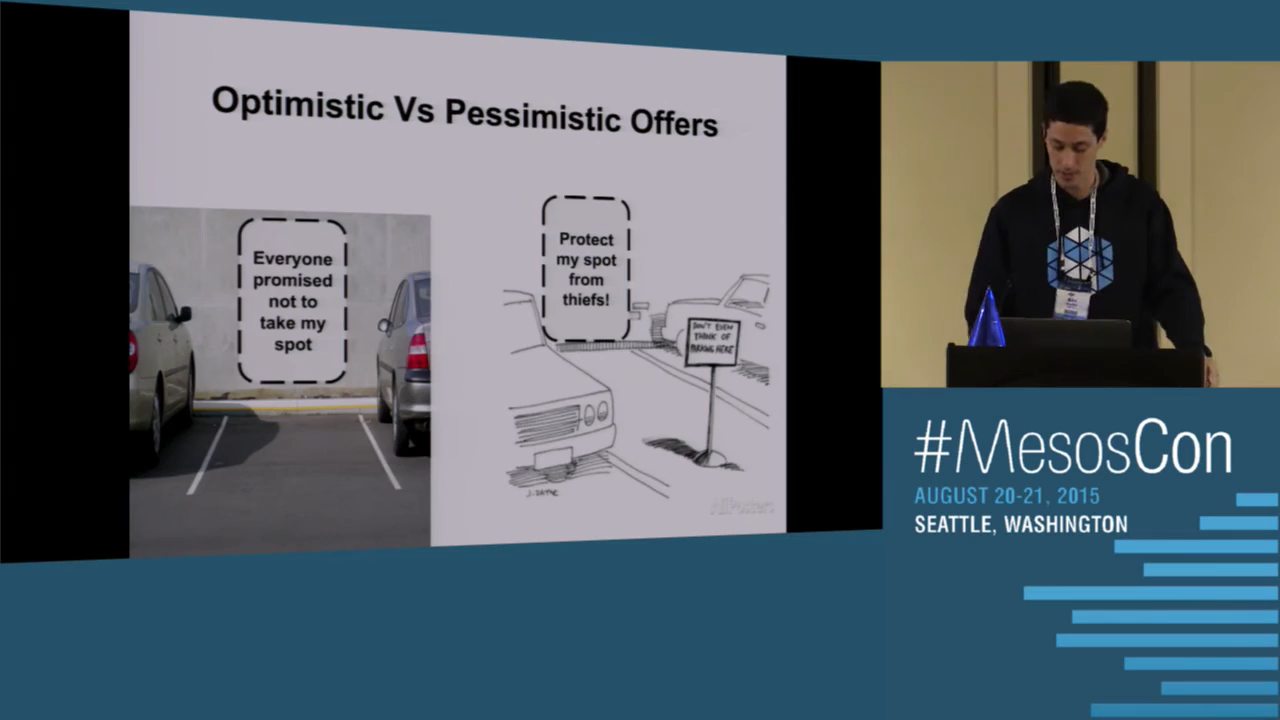 Optimistic Vs Pessimistic Offers
Everyone
promised
not to
take my
spot
Protect
my spot
from
thiefs!
DON'T EVEN
THINK OF
PARKING HERE
AllPosters
#MesosCon
AUGUST 20-21, 2015
SEATTLE, WASHINGTON